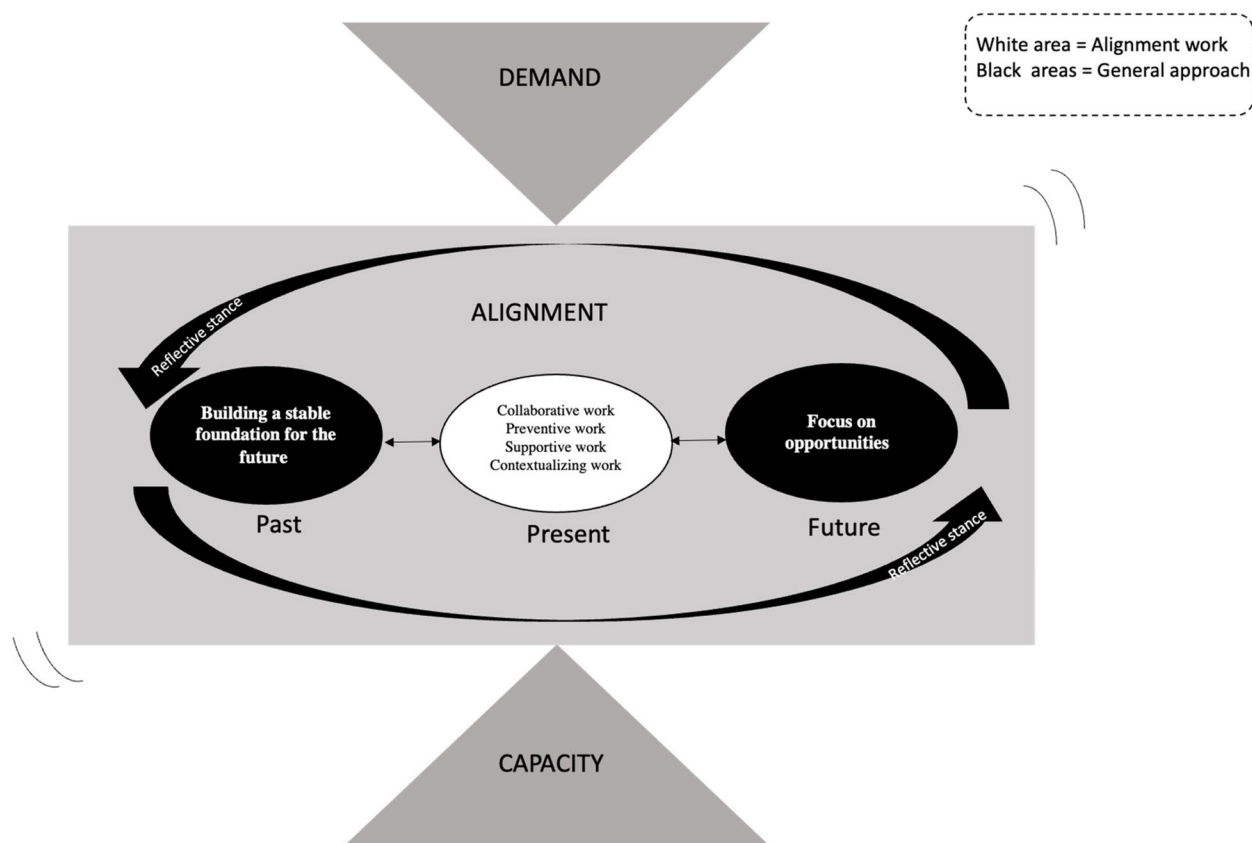 White area = Alignment work
Black areas = General approach
DEMAND
ALIGNMENT
Reflective stance
Building a stable
foundation for the
future
Collaborative work
Preventive work
Supportive work
Contextualizing work
Focus on
opportunities
Past
Present
Future
Reflective stance
CAPACITY